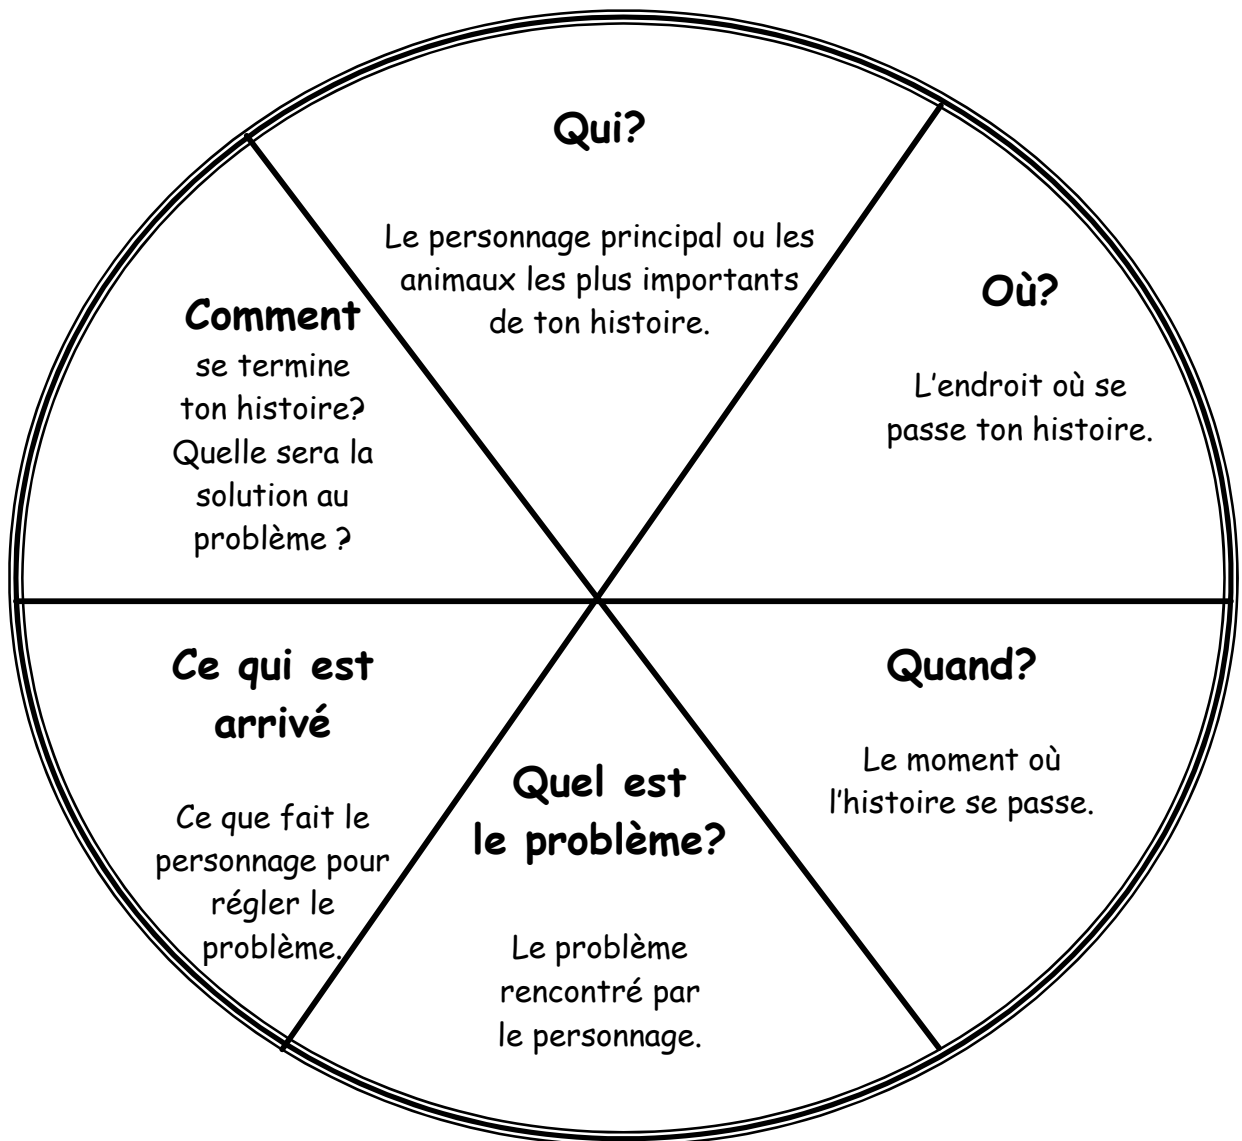 Qui?
Le personnage principal ou les
animaux les plus importants
de ton histoire.
Où?
L'endroit où se
passe ton histoire.
Quand?
Le moment où
l'histoire se passe.
Quel est
le problème?
Le problème
rencontré par
le personnage.
Ce qui est
arrivé
Ce que fait le
personnage pour
régler le
problème.
Comment
se termine
ton histoire?
Quelle sera la
solution au
problème ?